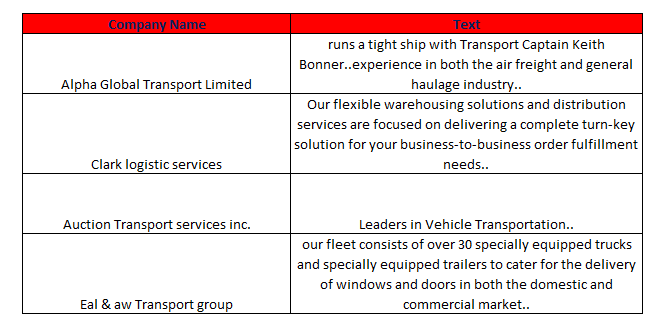 Company Name
Text
runs a tight ship with Transport Captain Keith
Bonner..experience in both the air freight and general
haulage industry..
Alpha Global Transport Limited
Our flexible warehousing solutions and distribution
services are focused on delivering a complete turn-key
solution for your business-to-business order fulfillment
needs..
Clark logistic services
Auction Transport services inc.
Leaders in Vehicle Transportation..
our fleet consists of over 30 specially equipped trucks
and specially equipped trailers to cater for the delivery
of windows and doors in both the domestic and
commercial market..
Eal & aw Transport group